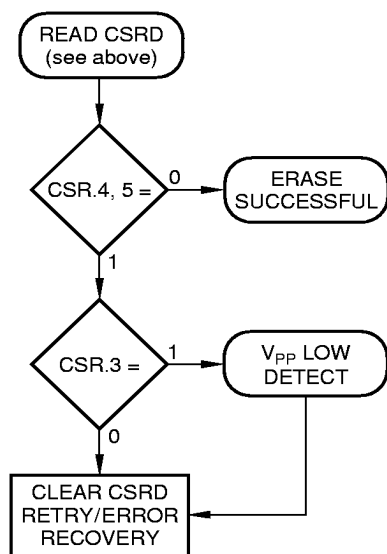 READ CSRD
(see above)
CSR.4, 5 =
0
ERASE
SUCCESSFUL
1
CSR.3 =
1
VPP LOW
DETECT
0
CLEAR CSRD
RETRY/ERROR
RECOVERY